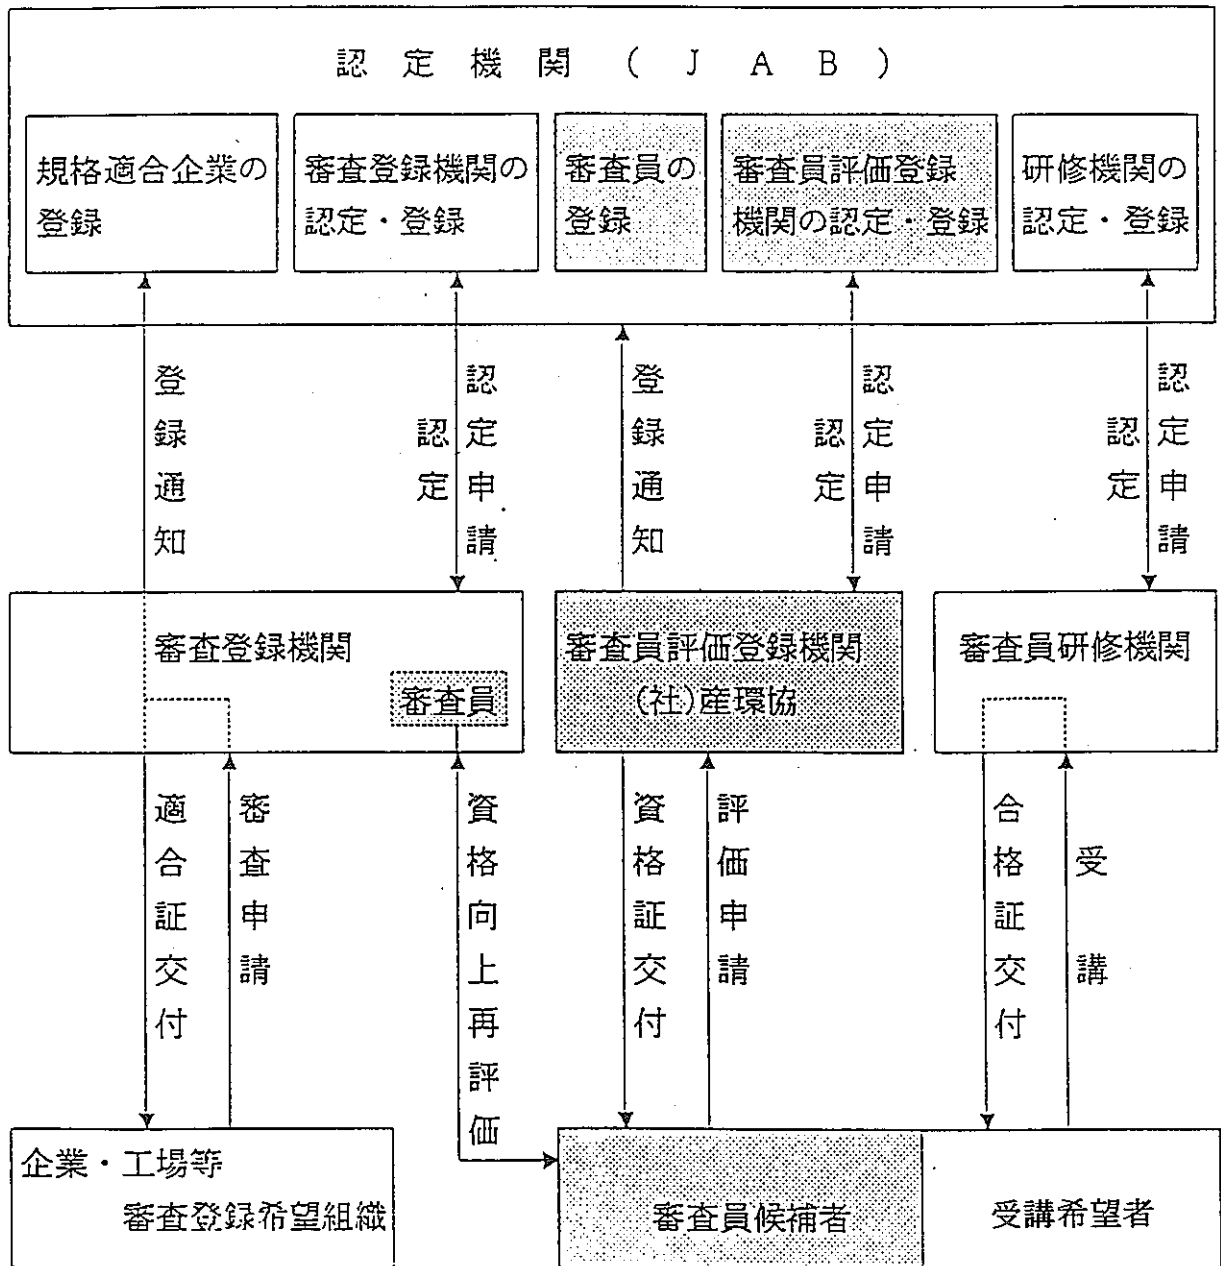 認定機関(JAB)
規格適合企業の
登録
審査登録機関の
認定・登録
審査員の
登録
審査員評価登録
機関の認定・登録
研修機関の
認定・登録
登録通知
認定
認定申請
登録通知
認定
認定申請
認定
認定申請
審査登録機関
審査員
審査員評価登録機関
(社)産環協
審査員研修機関
適合証交付
審査申請
資格向上再評価
資格証交付
評価申請
合格証交付
受講
企業・工場等
審査登録希望組織
審査員候補者
受講希望者